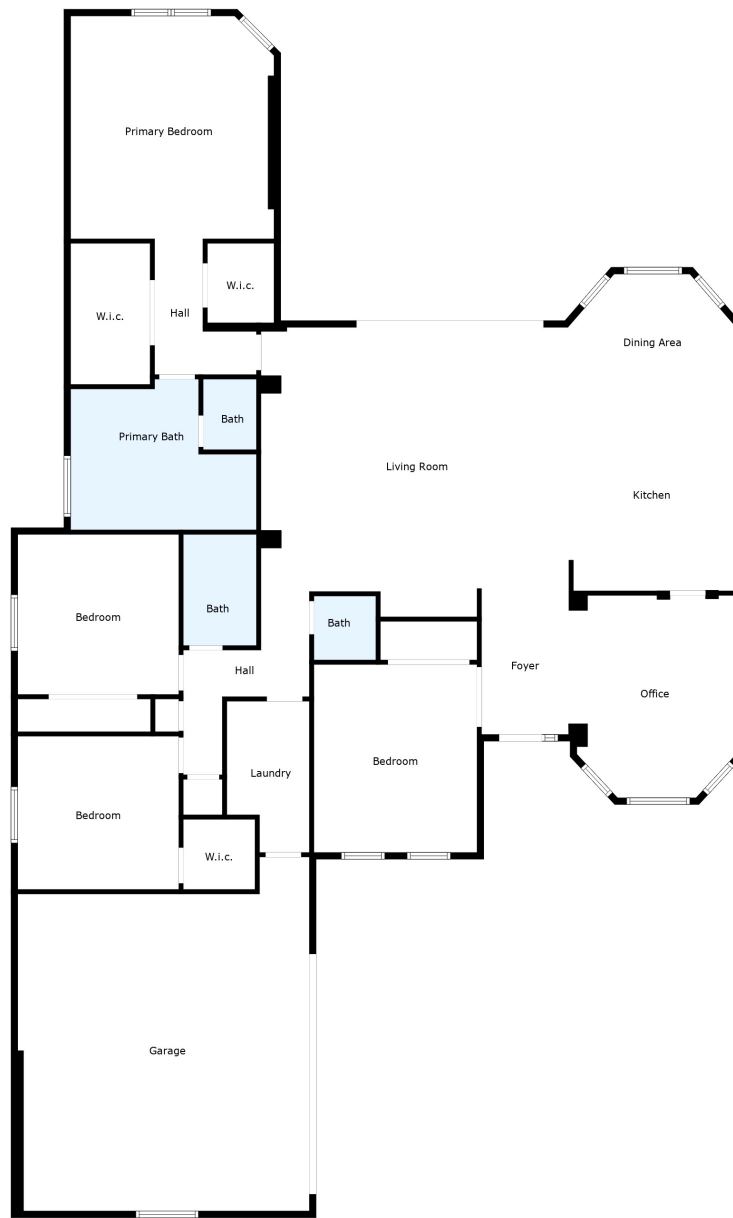 Primary Bedroom
W.i.c.
W.i.c.
Hall
Dining Area
Bath
Primary Bath
Living Room
Kitchen
Bath
Bedroom
Bath
Hall
Foyer
Office
Bedroom
Laundry
Bedroom
W.i.c.
Garage